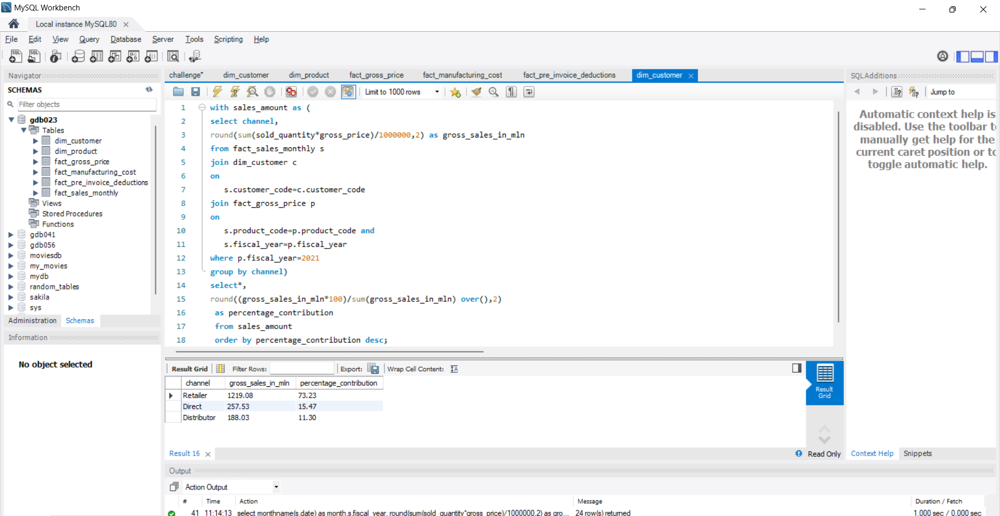 MySQL Workbench
Local instance MySQL80
File Edit View Query Database Server Tools Scripting Help
Navigator
SCHEMAS
Filter objects
gdb023
Tables
dim_customer
dim_product
fact_gross_price
fact_manufacturing_cost
fact_pre_invoice_deductions
fact_sales_monthly
Views
Stored Procedures
Functions
gdb041
gdb056
moviesdb
my_movies
mydb
random_tables
sakila
sys
Administration Schemas
Information
No object selected
challenge* dim_customer dim_product fact_gross_price fact_manufacturing_cost fact_pre_invoice_deductions dim_customer
Limit to 1000 rows
1 with sales_amount as (
2 select channel,
3 round(sum(sold_quantity*gross_price)/1000000,2) as gross_sales_in_mln
4 from fact_sales_monthly s
5 join dim_customer c
6 on
7 s.customer_code=c.customer_code
8 join fact_gross_price p
9 on
10 s.product_code=p.product_code and
11 s.fiscal_year=p.fiscal_year
12 where p.fiscal_year=2021
13 group by channel)
14 select*,
15 round((gross_sales_in_mln*100)/sum(gross_sales_in_mln) over(),2)
16 as percentage_contribution
17 from sales_amount
18 order by percentage_contribution desc;
Result Grid Filter Rows: Export: Wrap Cell Content:
channel gross_sales_in_mln percentage_contribution
Retailer 1219.08 73.23
Direct 257.53 15.47
Distributor 188.03 11.30
Result Grid
Result 16
Read Only
Output
Action Output
# Time Action Message Duration / Fetch
41 11:14:13 select monthname(s.date) as month,s.fiscal_year, round(sum(sold_quantity*gross_price)/1000000,2) as gro... 24 row(s) returned 1.000 sec / 0.000 sec
SQLAdditions
Jump to
Automatic context help is
disabled. Use the toolbar t
manually get help for the
current caret position or to
toggle automatic help.
Context Help Snippets